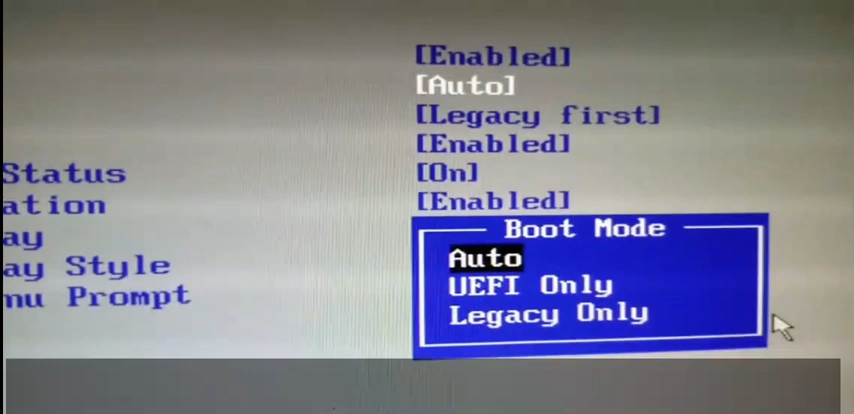 [Enabled]
[Auto]
[Legacy first]
[Enabled]
Status [On]
ation [Enabled]
ay
ay Style
nu Prompt
Boot Mode
Auto
UEFI Only
Legacy Only